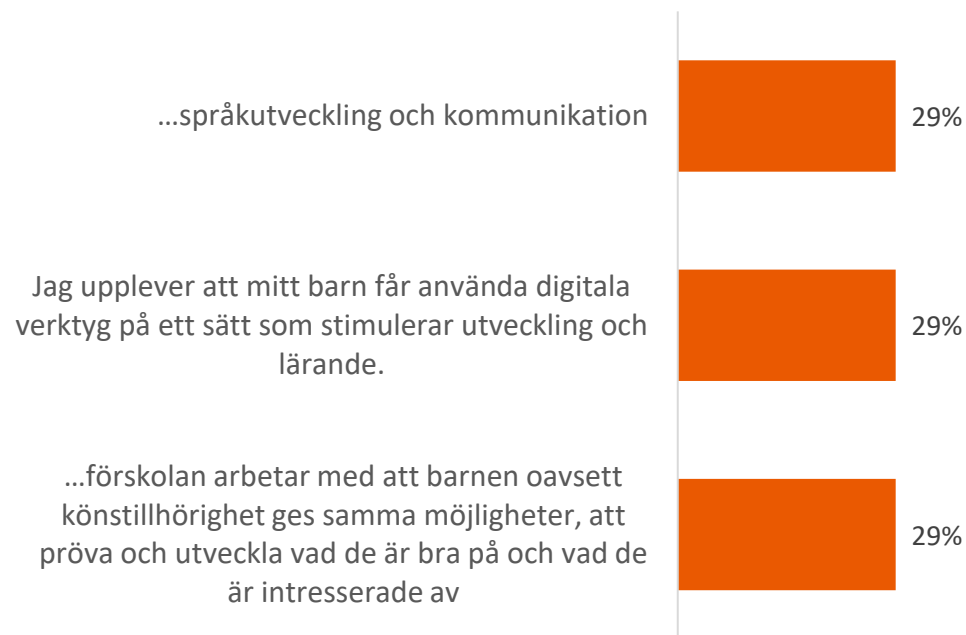 ...språkutveckling och kommunikation
29%
Jag upplever att mitt barn får använda digitala
verktyg på ett sätt som stimulerar utveckling och
lärande.
29%
...förskolan arbetar med att barnen oavsett
könstillhörighet ges samma möjligheter, att
pröva och utveckla vad de är bra på och vad de
är intresserade av
29%